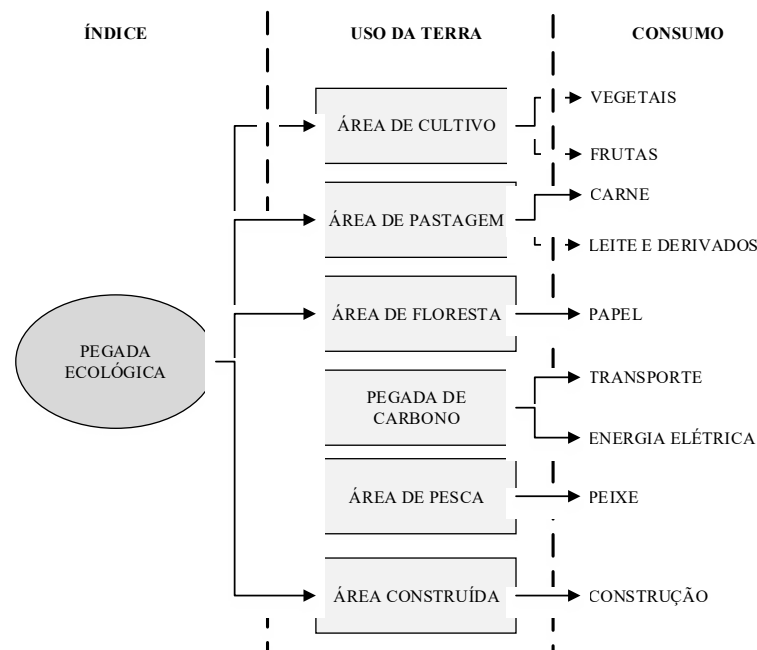 ÍNDICE
USO DA TERRA
CONSUMO
ÁREA DE CULTIVO
VEGETAIS
FRUTAS
ÁREA DE PASTAGEM
CARNE
LEITE E DERIVADOS
PEGADA
ECOLÓGICA
ÁREA DE FLORESTA
PAPEL
PEGADA DE
CARBONO
TRANSPORTE
ENERGIA ELÉTRICA
ÁREA DE PESCA
PEIXE
ÁREA CONSTRUÍDA
CONSTRUÇÃO